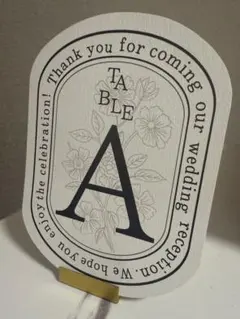 Thank you for coming our wedding reception. We hope you enjoy the celebration!
TA
BLE
A